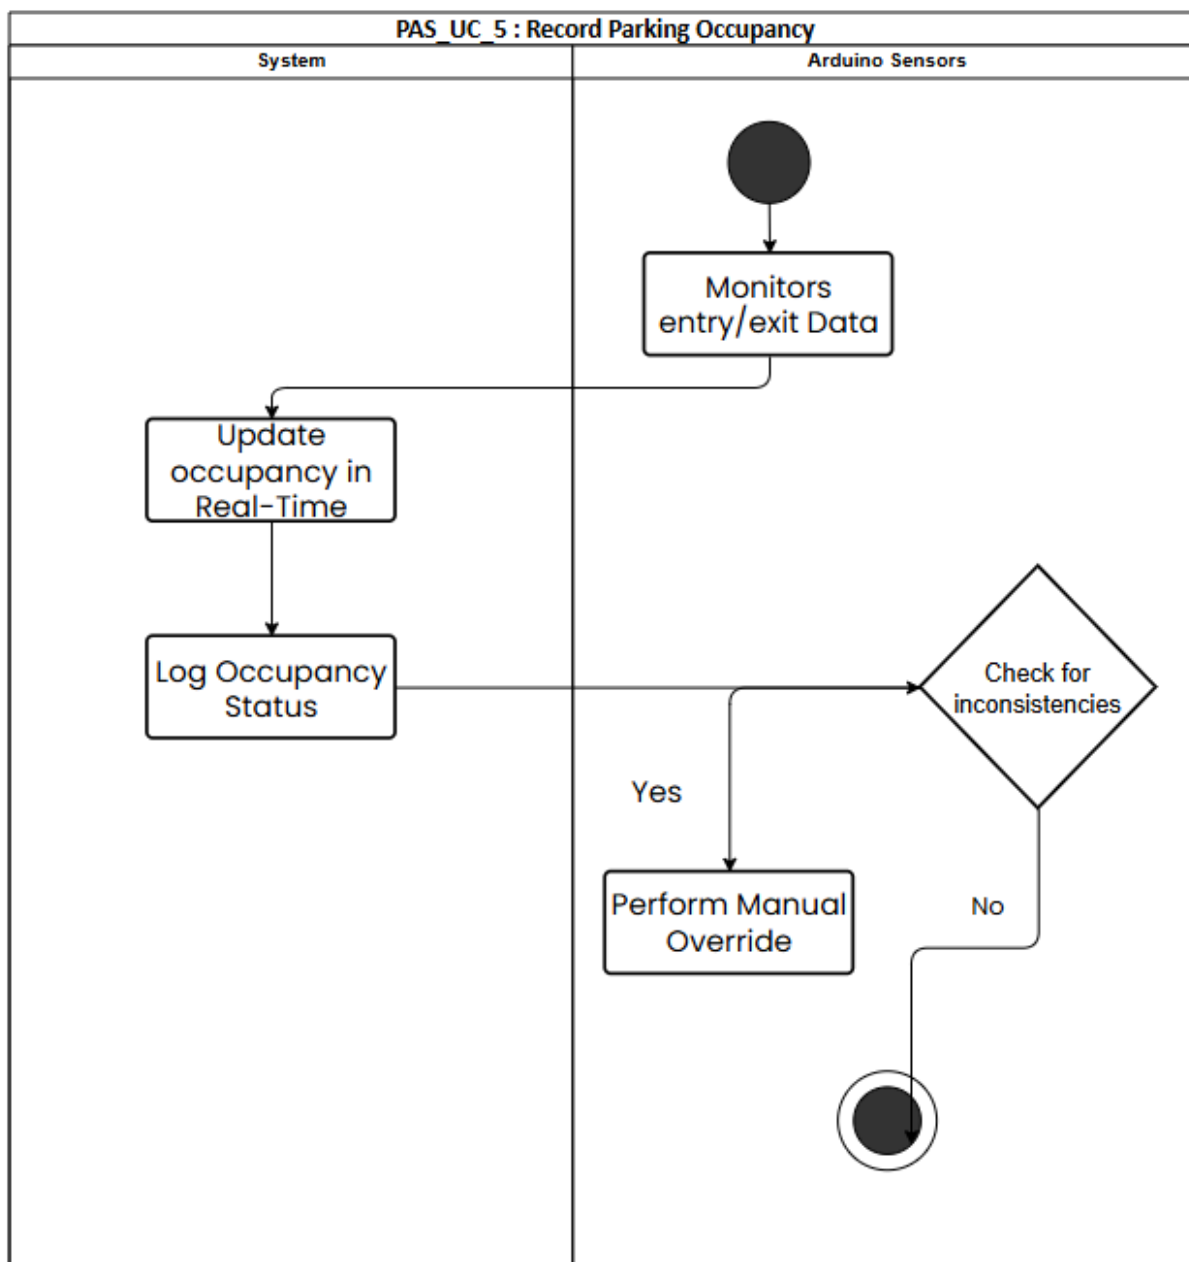 PAS_UC_5 : Record Parking Occupancy
System
Arduino Sensors
Monitors
entry/exit Data
Update
occupancy in
Real-Time
Log Occupancy
Status
Check for
inconsistencies
Yes
Perform Manual
Override
No